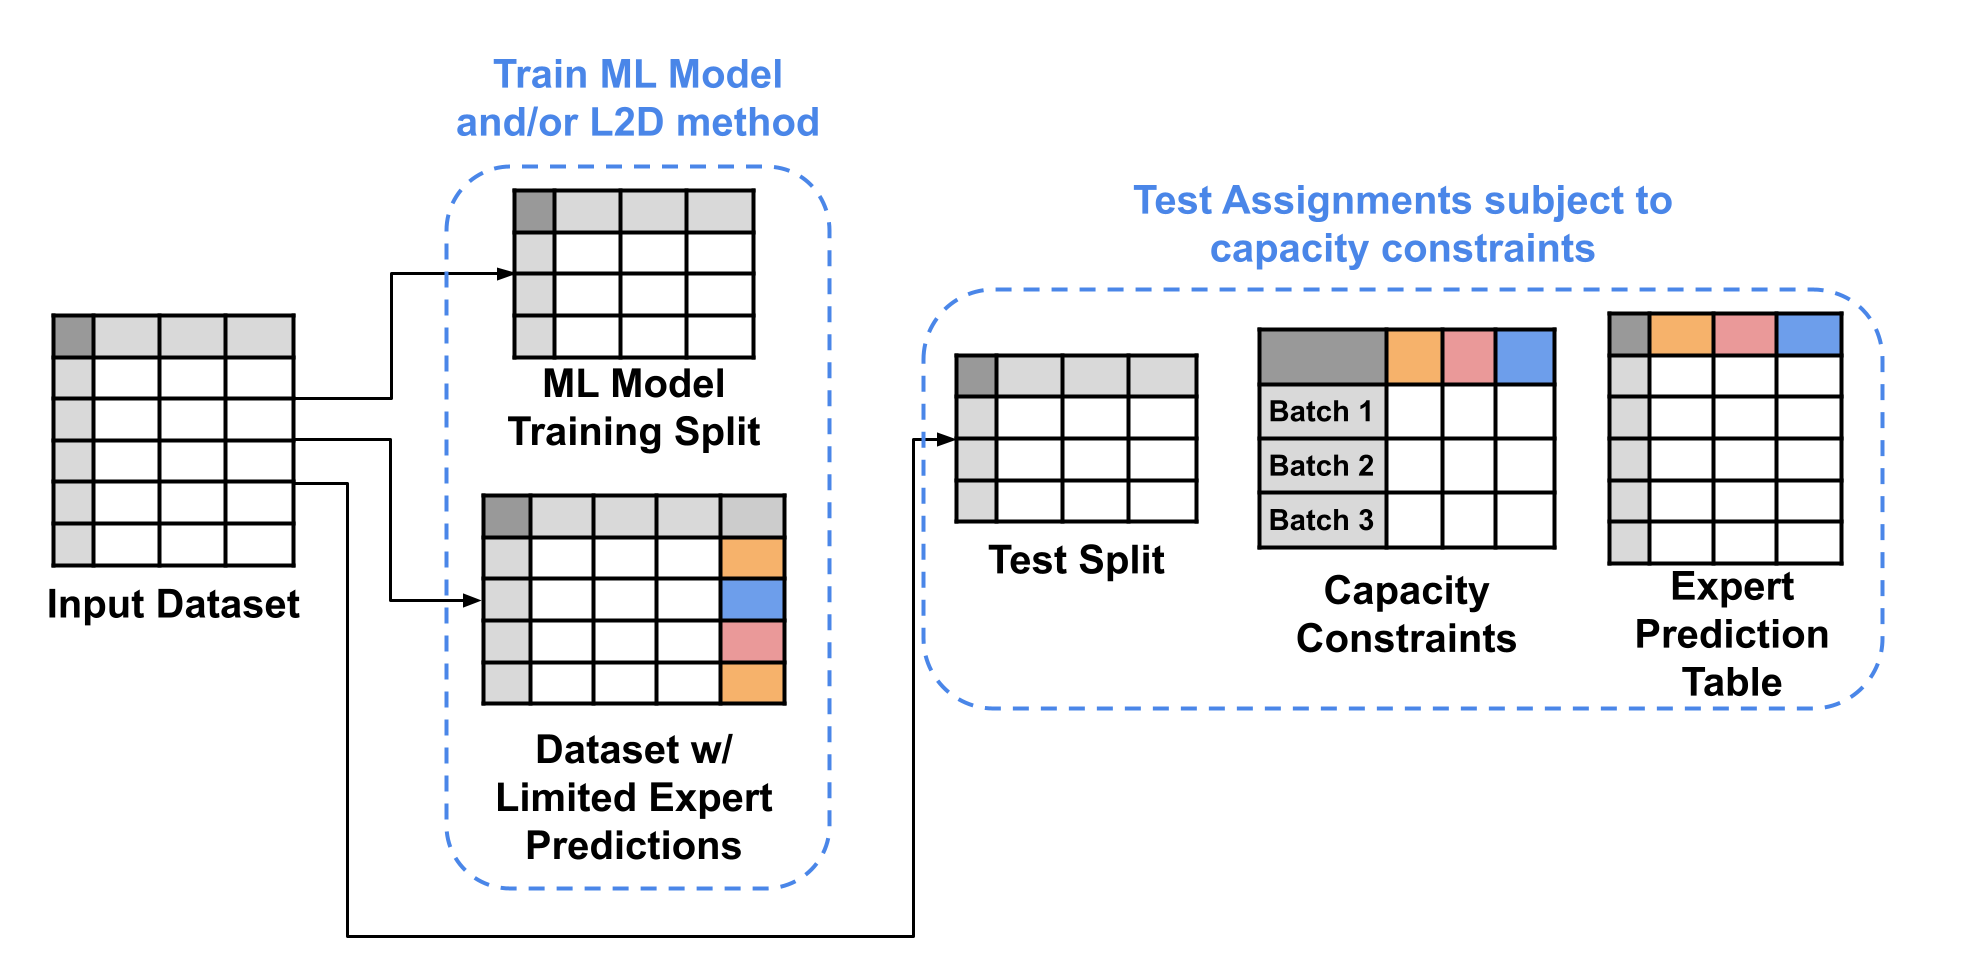 Train ML Model
and/or L2D method
ML Model
Training Split
Input Dataset
Dataset w/
Limited Expert
Predictions
Test Assignments subject to
capacity constraints
Test Split
Batch 1
Batch 2
Batch 3
Capacity
Constraints
Expert
Prediction
Table